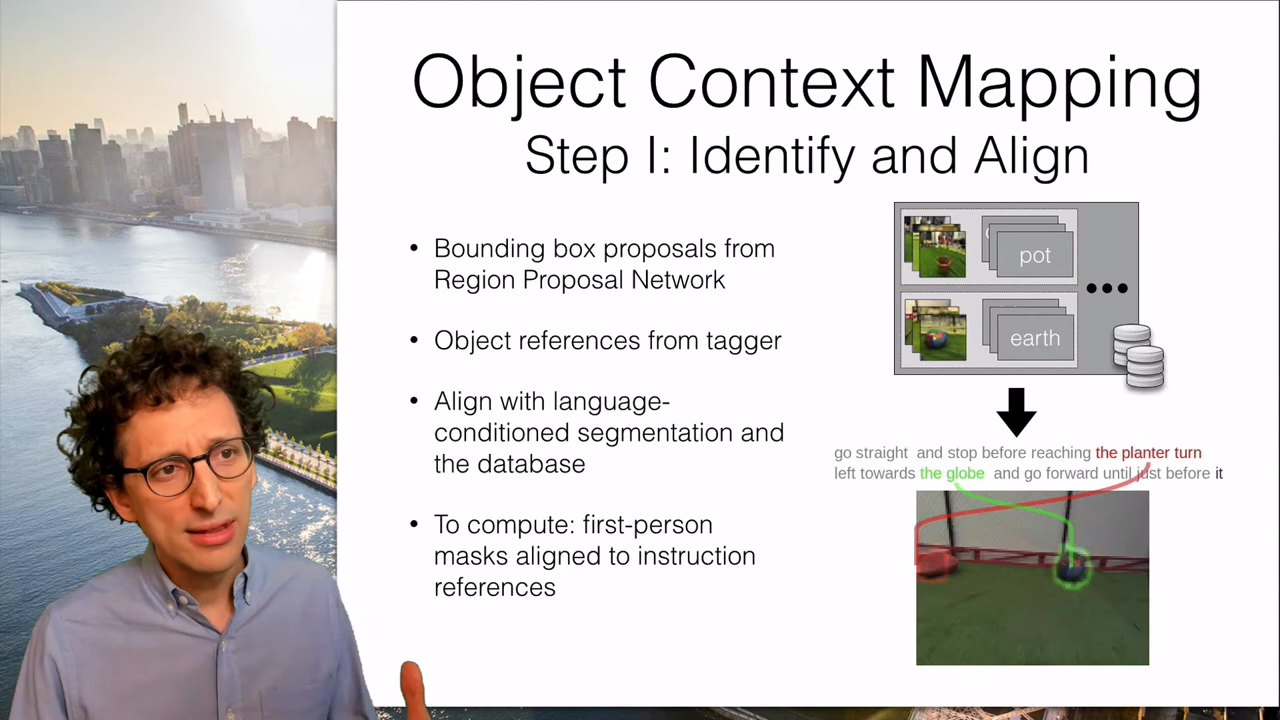 Object Context Mapping
Step I: Identify and Align
• Bounding box proposals from
Region Proposal Network
• Object references from tagger
• Align with language-
conditioned segmentation and
the database
• To compute: first-person
masks aligned to instruction
references
pot
earth
go straight and stop before reaching the planter turn
left towards the globe and go forward until just before it